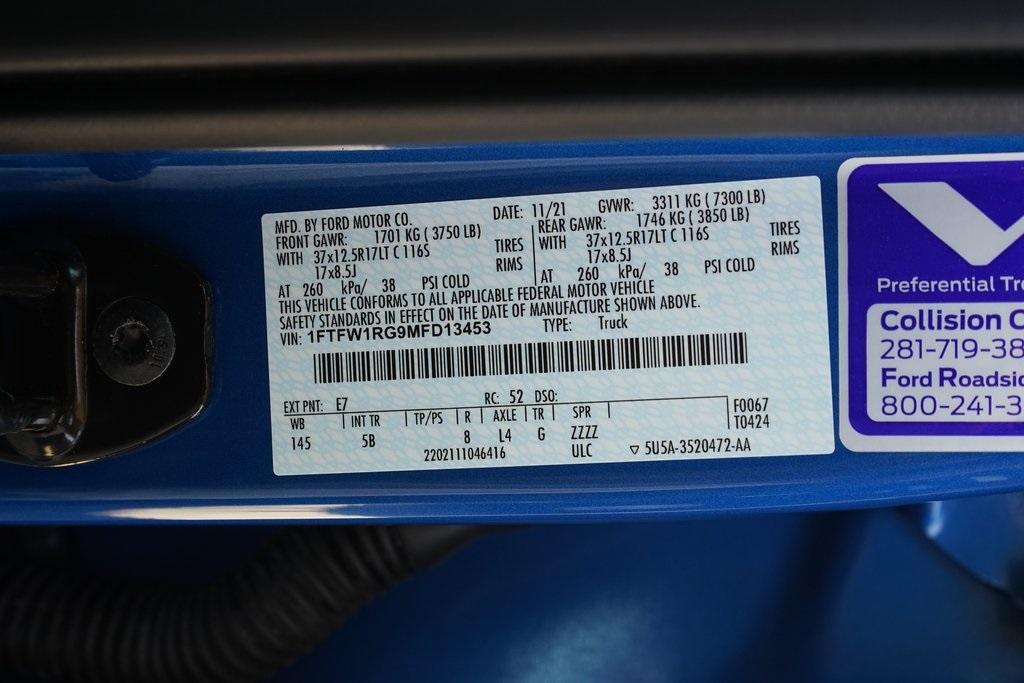 MFD. BY FORD MOTOR CO.
DATE: 11/21 GVWR: 3311 KG ( 7300 LB)
FRONT GAWR: 1701 KG ( 3750 LB)
WITH 37x12.5R17LT C 116S TIRES
17x8.5J RIMS
AT 260 kPa/ 38 PSI COLD
REAR GAWR: 1746 KG ( 3850 LB)
WITH 37x12.5R17LT C 116S TIRES
17x8.5J RIMS
AT 260 kPa/ 38 PSI COLD
THIS VEHICLE CONFORMS TO ALL APPLICABLE FEDERAL MOTOR VEHICLE
SAFETY STANDARDS IN EFFECT ON THE DATE OF MANUFACTURE SHOWN ABOVE.
VIN: 1FTFW1RG9MFD13453 TYPE: Truck
EXT PNT: E7 RC: 52 DSO:
WB INT TR TP/PS R AXLE TR SPR F0067
145 5B 8 L4 G ZZZZ T0424
2202111046416 ULC ▽ 5U5A-3520472-AA
Preferential Tre
Collision C
281-719-38
Ford Roadsid
800-241-3